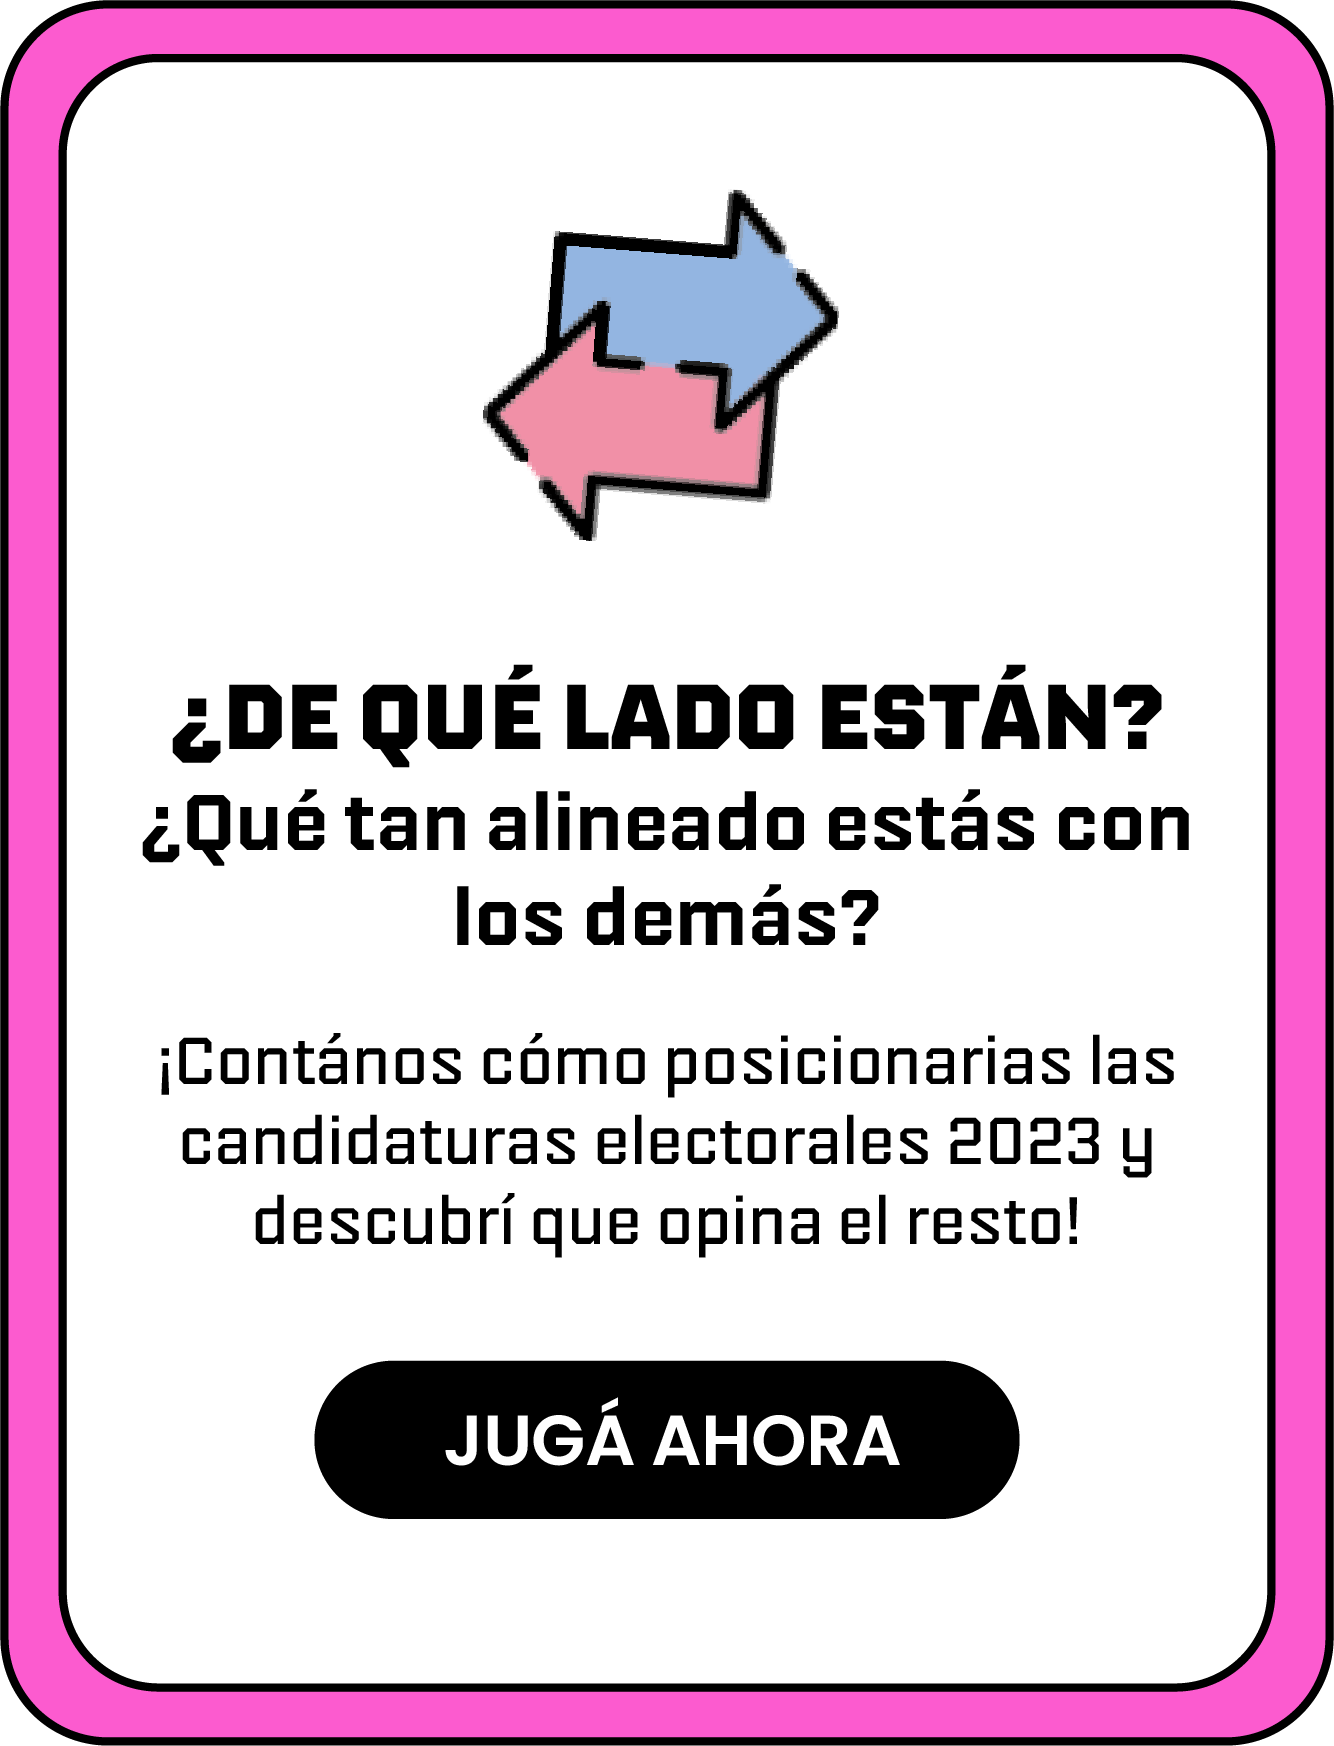 ¿DE QUÉ LADO ESTÁN?
¿Qué tan alineado estás con
los demás?
¡Contános cómo posicionarias las
candidaturas electorales 2023 y
descubrí que opina el resto!
JUGÁ AHORA